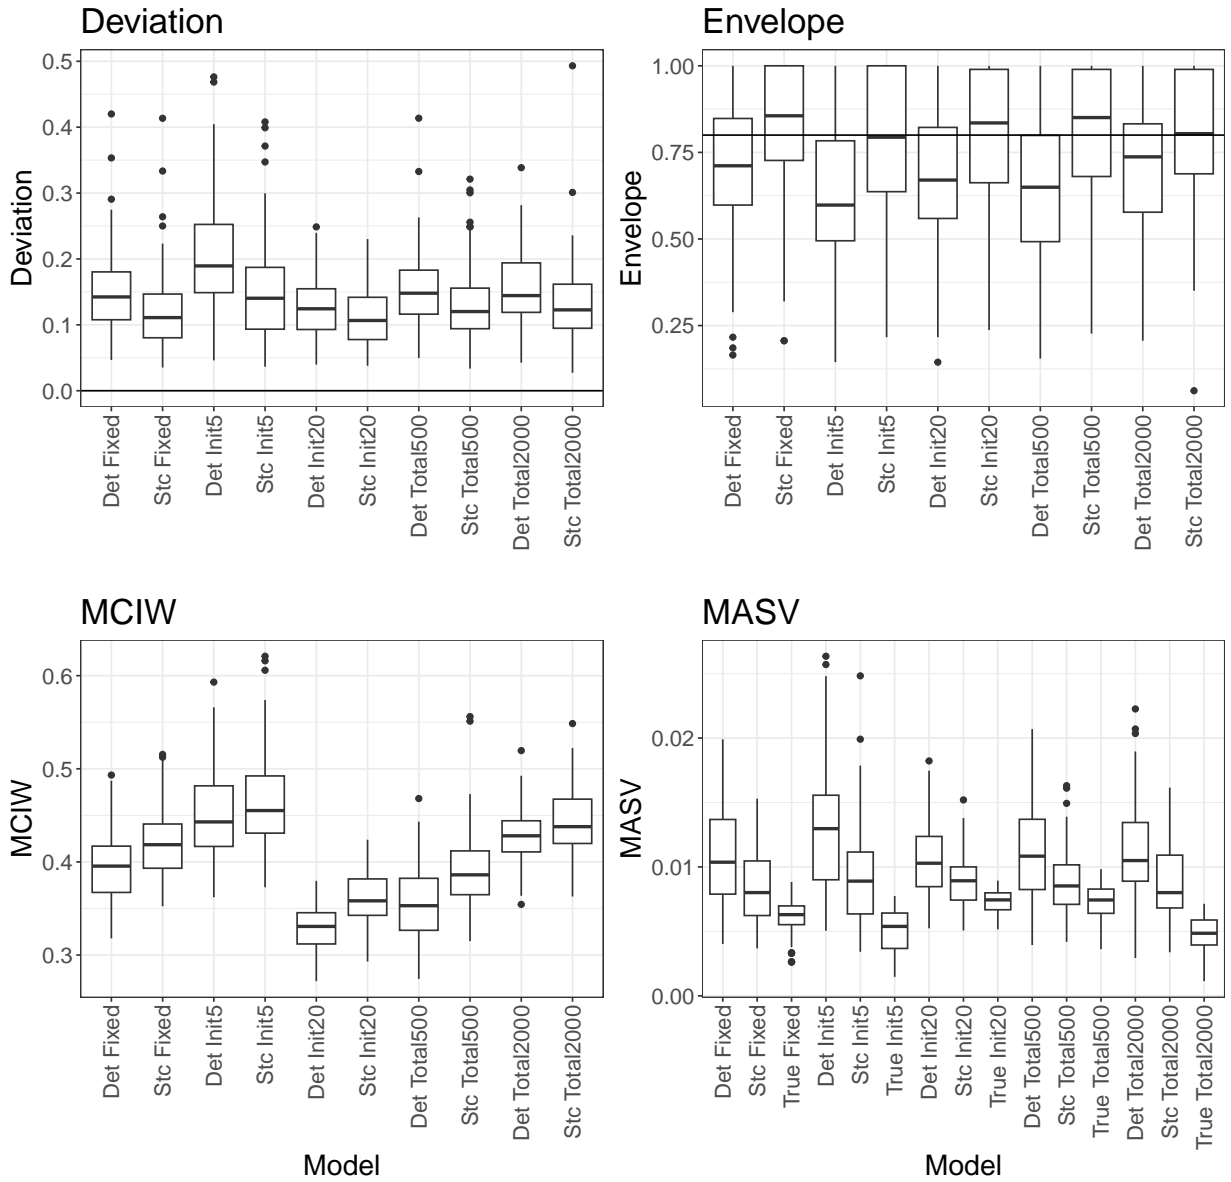 Deviation
Deviation
0.5
0.4
0.3
0.2
0.1
0.0
Det Fixed
Stc Fixed
Det Init5
Stc Init5
Det Init20
Stc Init20
Det Total500
Stc Total500
Det Total2000
Stc Total2000
Envelope
Envelope
1.00
0.75
0.50
0.25
Det Fixed
Stc Fixed
Det Init5
Stc Init5
Det Init20
Stc Init20
Det Total500
Stc Total500
Det Total2000
Stc Total2000
MCIW
MCIW
0.6
0.5
0.4
0.3
Det Fixed
Stc Fixed
Det Init5
Stc Init5
Det Init20
Stc Init20
Det Total500
Stc Total500
Det Total2000
Stc Total2000
Model
MASV
MASV
0.02
0.01
0.00
Det Fixed
Stc Fixed
True Fixed
Det Init5
Stc Init5
True Init5
Det Init20
Stc Init20
True Init20
Det Total500
Stc Total500
True Total500
Det Total2000
Stc Total2000
True Total2000
Model